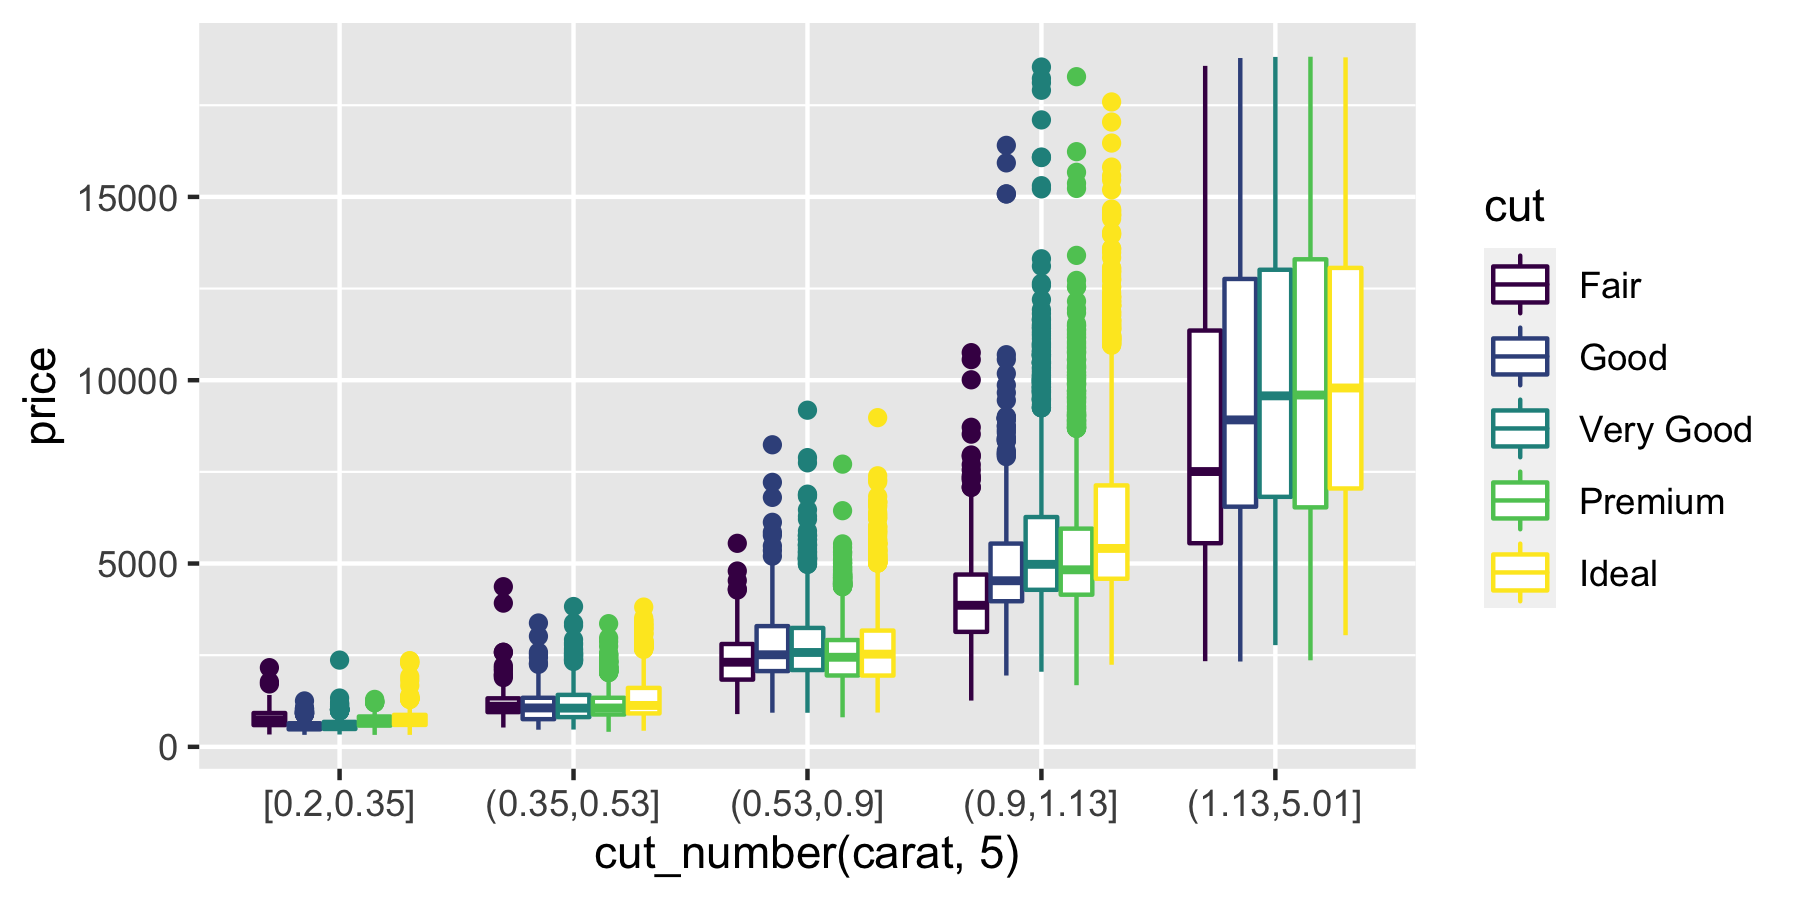 15000
10000
5000
0
price
[0.2,0.35] (0.35,0.53] (0.53,0.9] (0.9,1.13] (1.13,5.01]
cut_number(carat, 5)
cut
Fair
Good
Very Good
Premium
Ideal